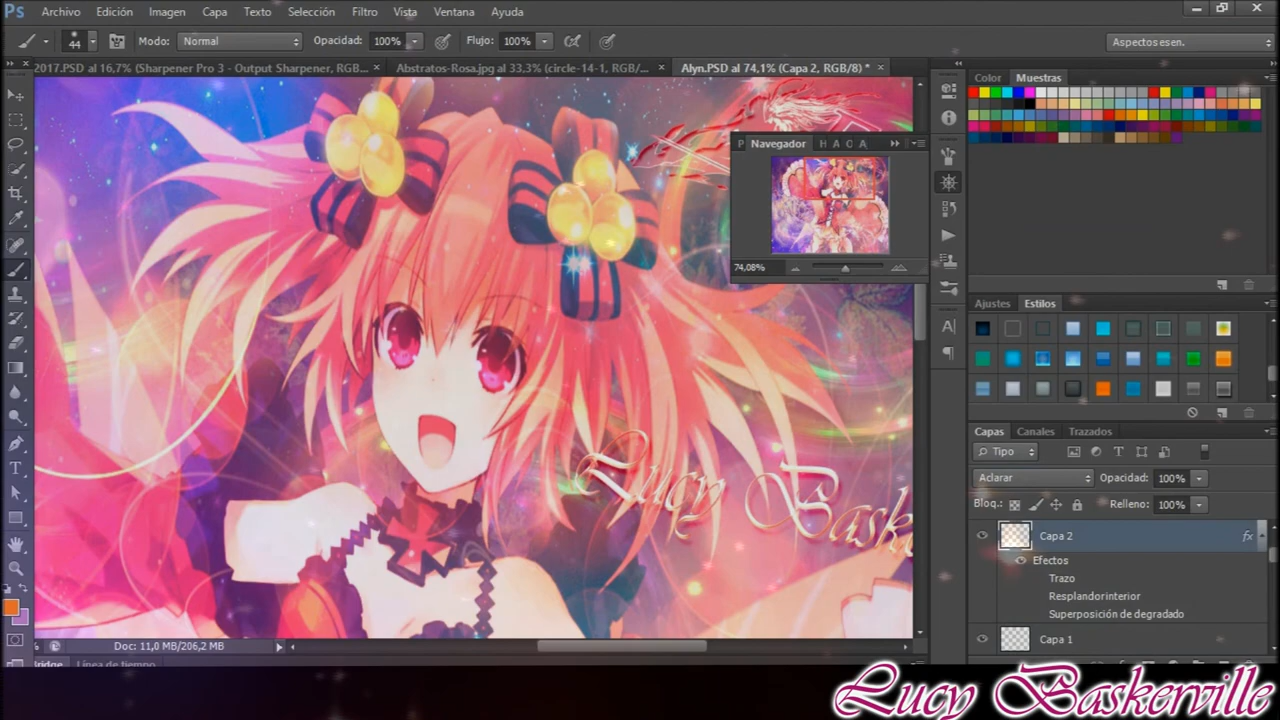 Ps Archivo Edición Imagen Capa Texto Selección Filtro Vista Ventana Ayuda
44 Modo: Normal Opacidad: 100% Flujo: 100% Aspectos esen.
2017.PSD al 16,7% (Sharpener Pro 3 - Output Sharpener, RGB... × Abstratos-Rosa.jpg al 33,3% (circle-14-1, RGB/... × Alyn.PSD al 74,1% (Capa 2, RGB/8) * ×
Color Muestras
P Navegador H A O A
74,08%
Ajustes Estilos
Capas Canales Trazados
Tipo
Aclarar Opacidad: 100%
Bloq.: Relleno: 100%
Capa 2 fx
Efectos
Trazo
Resplandor interior
Superposición de degradado
Capa 1
Lucy Bask
% Doc: 11,0 MB/206,2 MB
Bridge Línea de tiempo
Lucy Baskerville